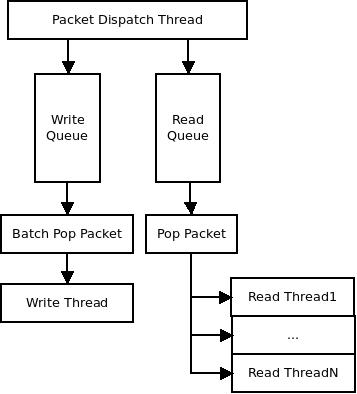 Packet Dispatch Thread
Write
Queue
Read
Queue
Batch Pop Packet
Pop Packet
Write Thread
Read Thread1
...
Read ThreadN